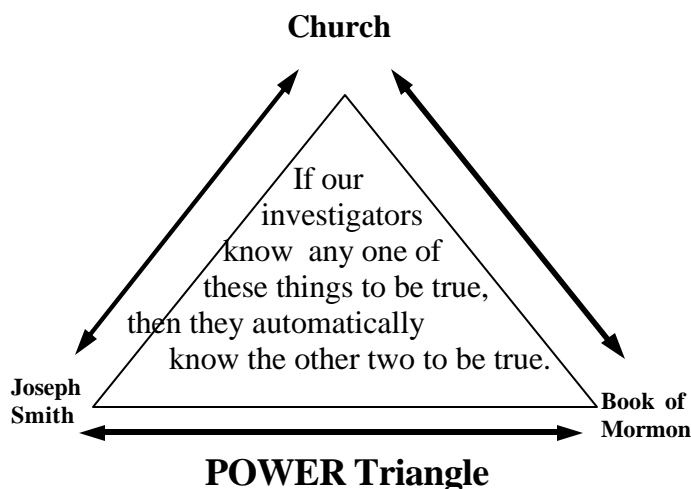 Church
If our
investigators
know any one of
these things to be true,
then they automatically
know the other two to be true.
Joseph
Smith
Book of
Mormon
POWER Triangle